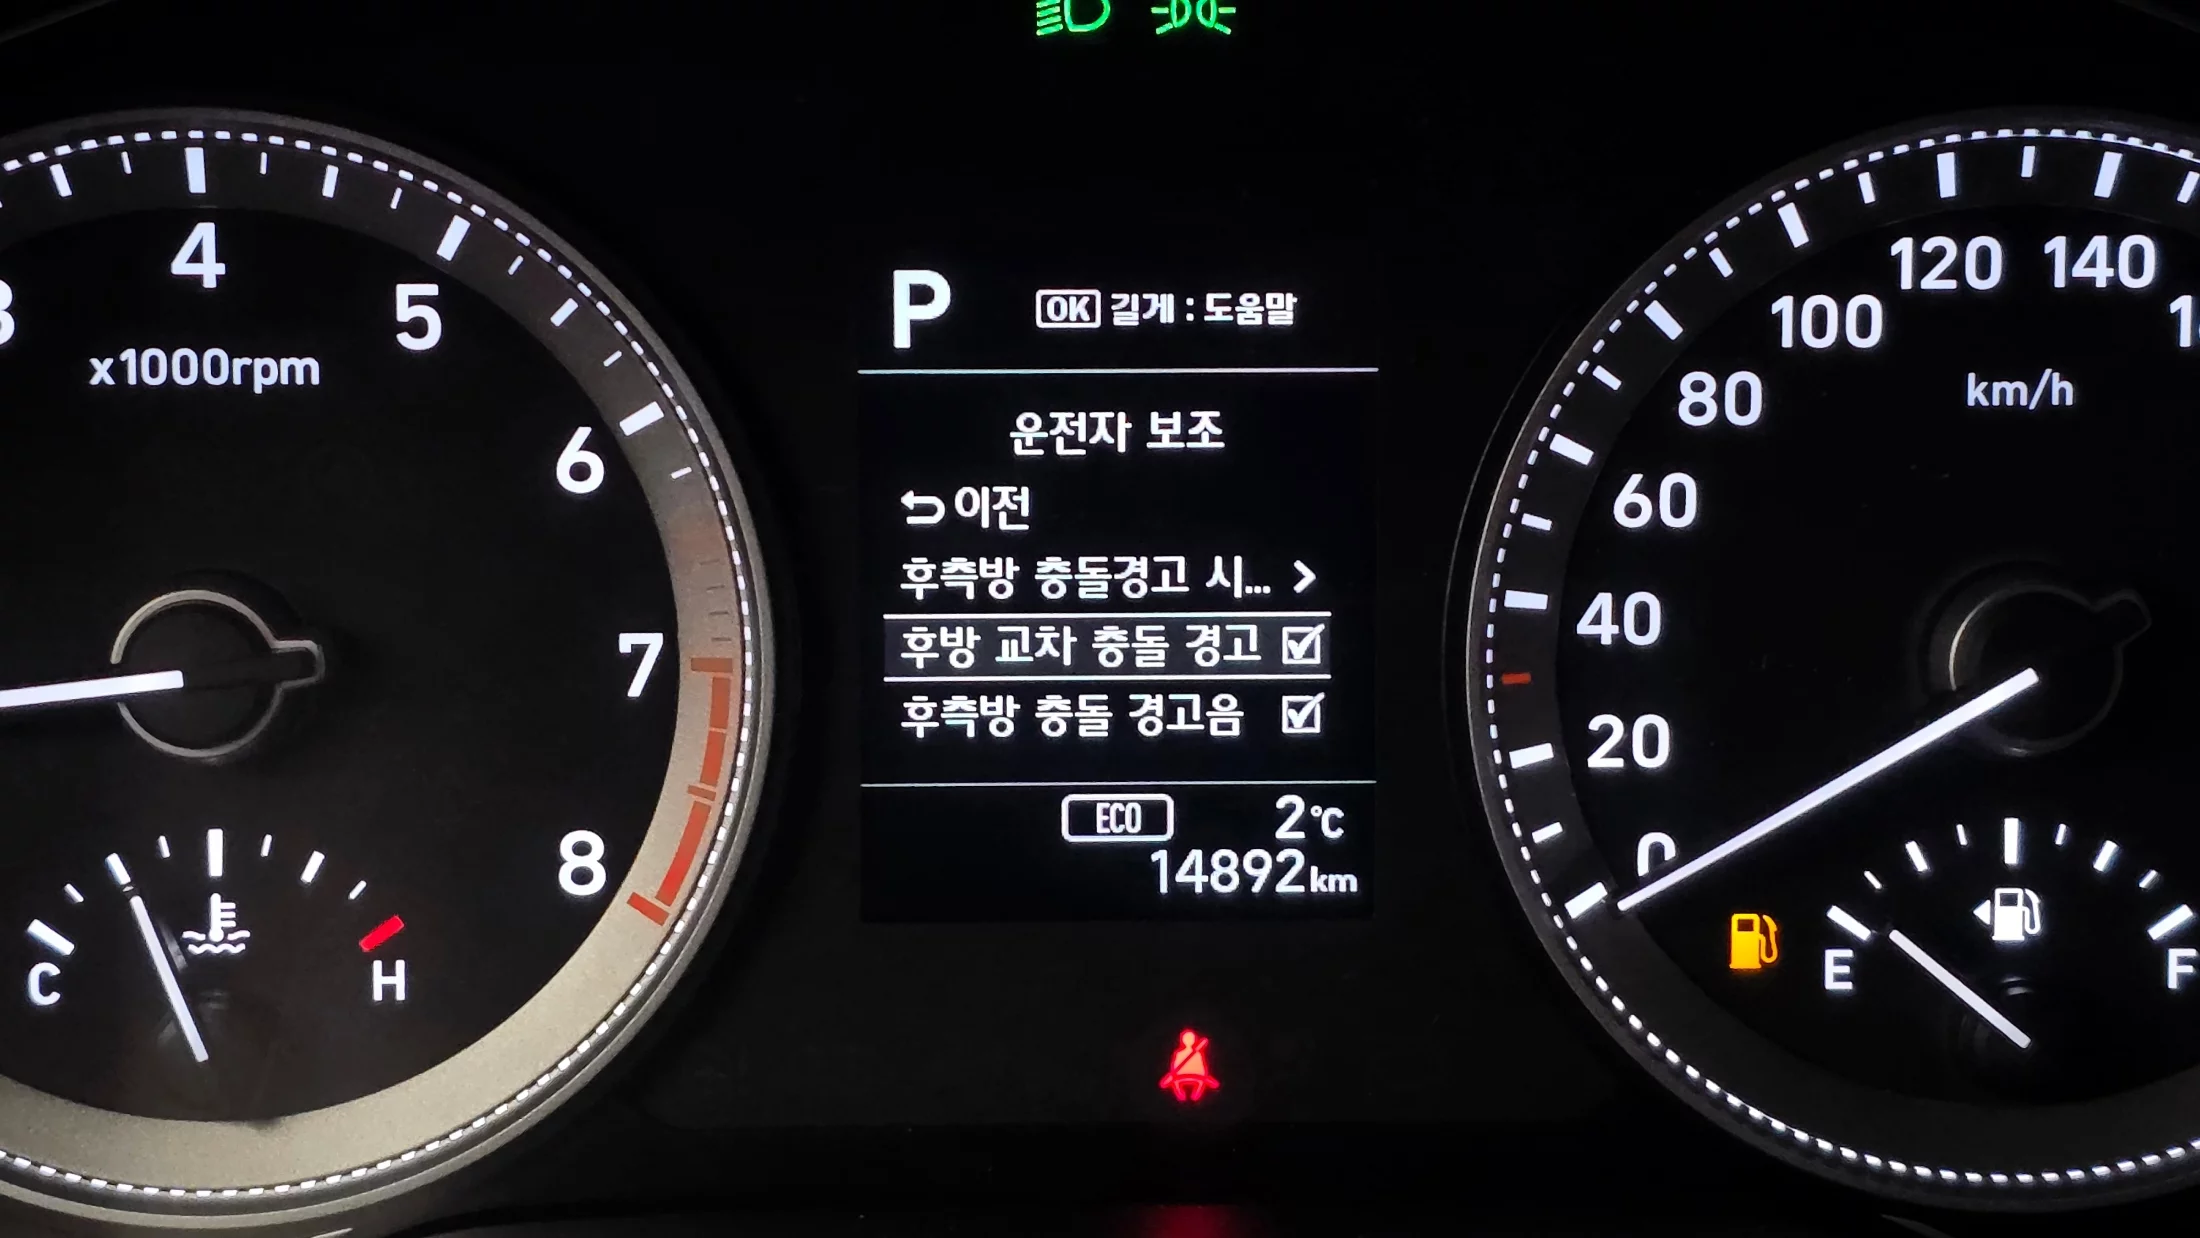 3
4
5
6
7
8
x1000rpm
C
H
P
OK 길게 : 도움말
운전자 보조
이전
후측방 충돌경고 시...
후방 교차 충돌 경고
후측방 충돌 경고음
ECO
2°C
14892km
0
20
40
60
80
100
120
140
km/h
E
F